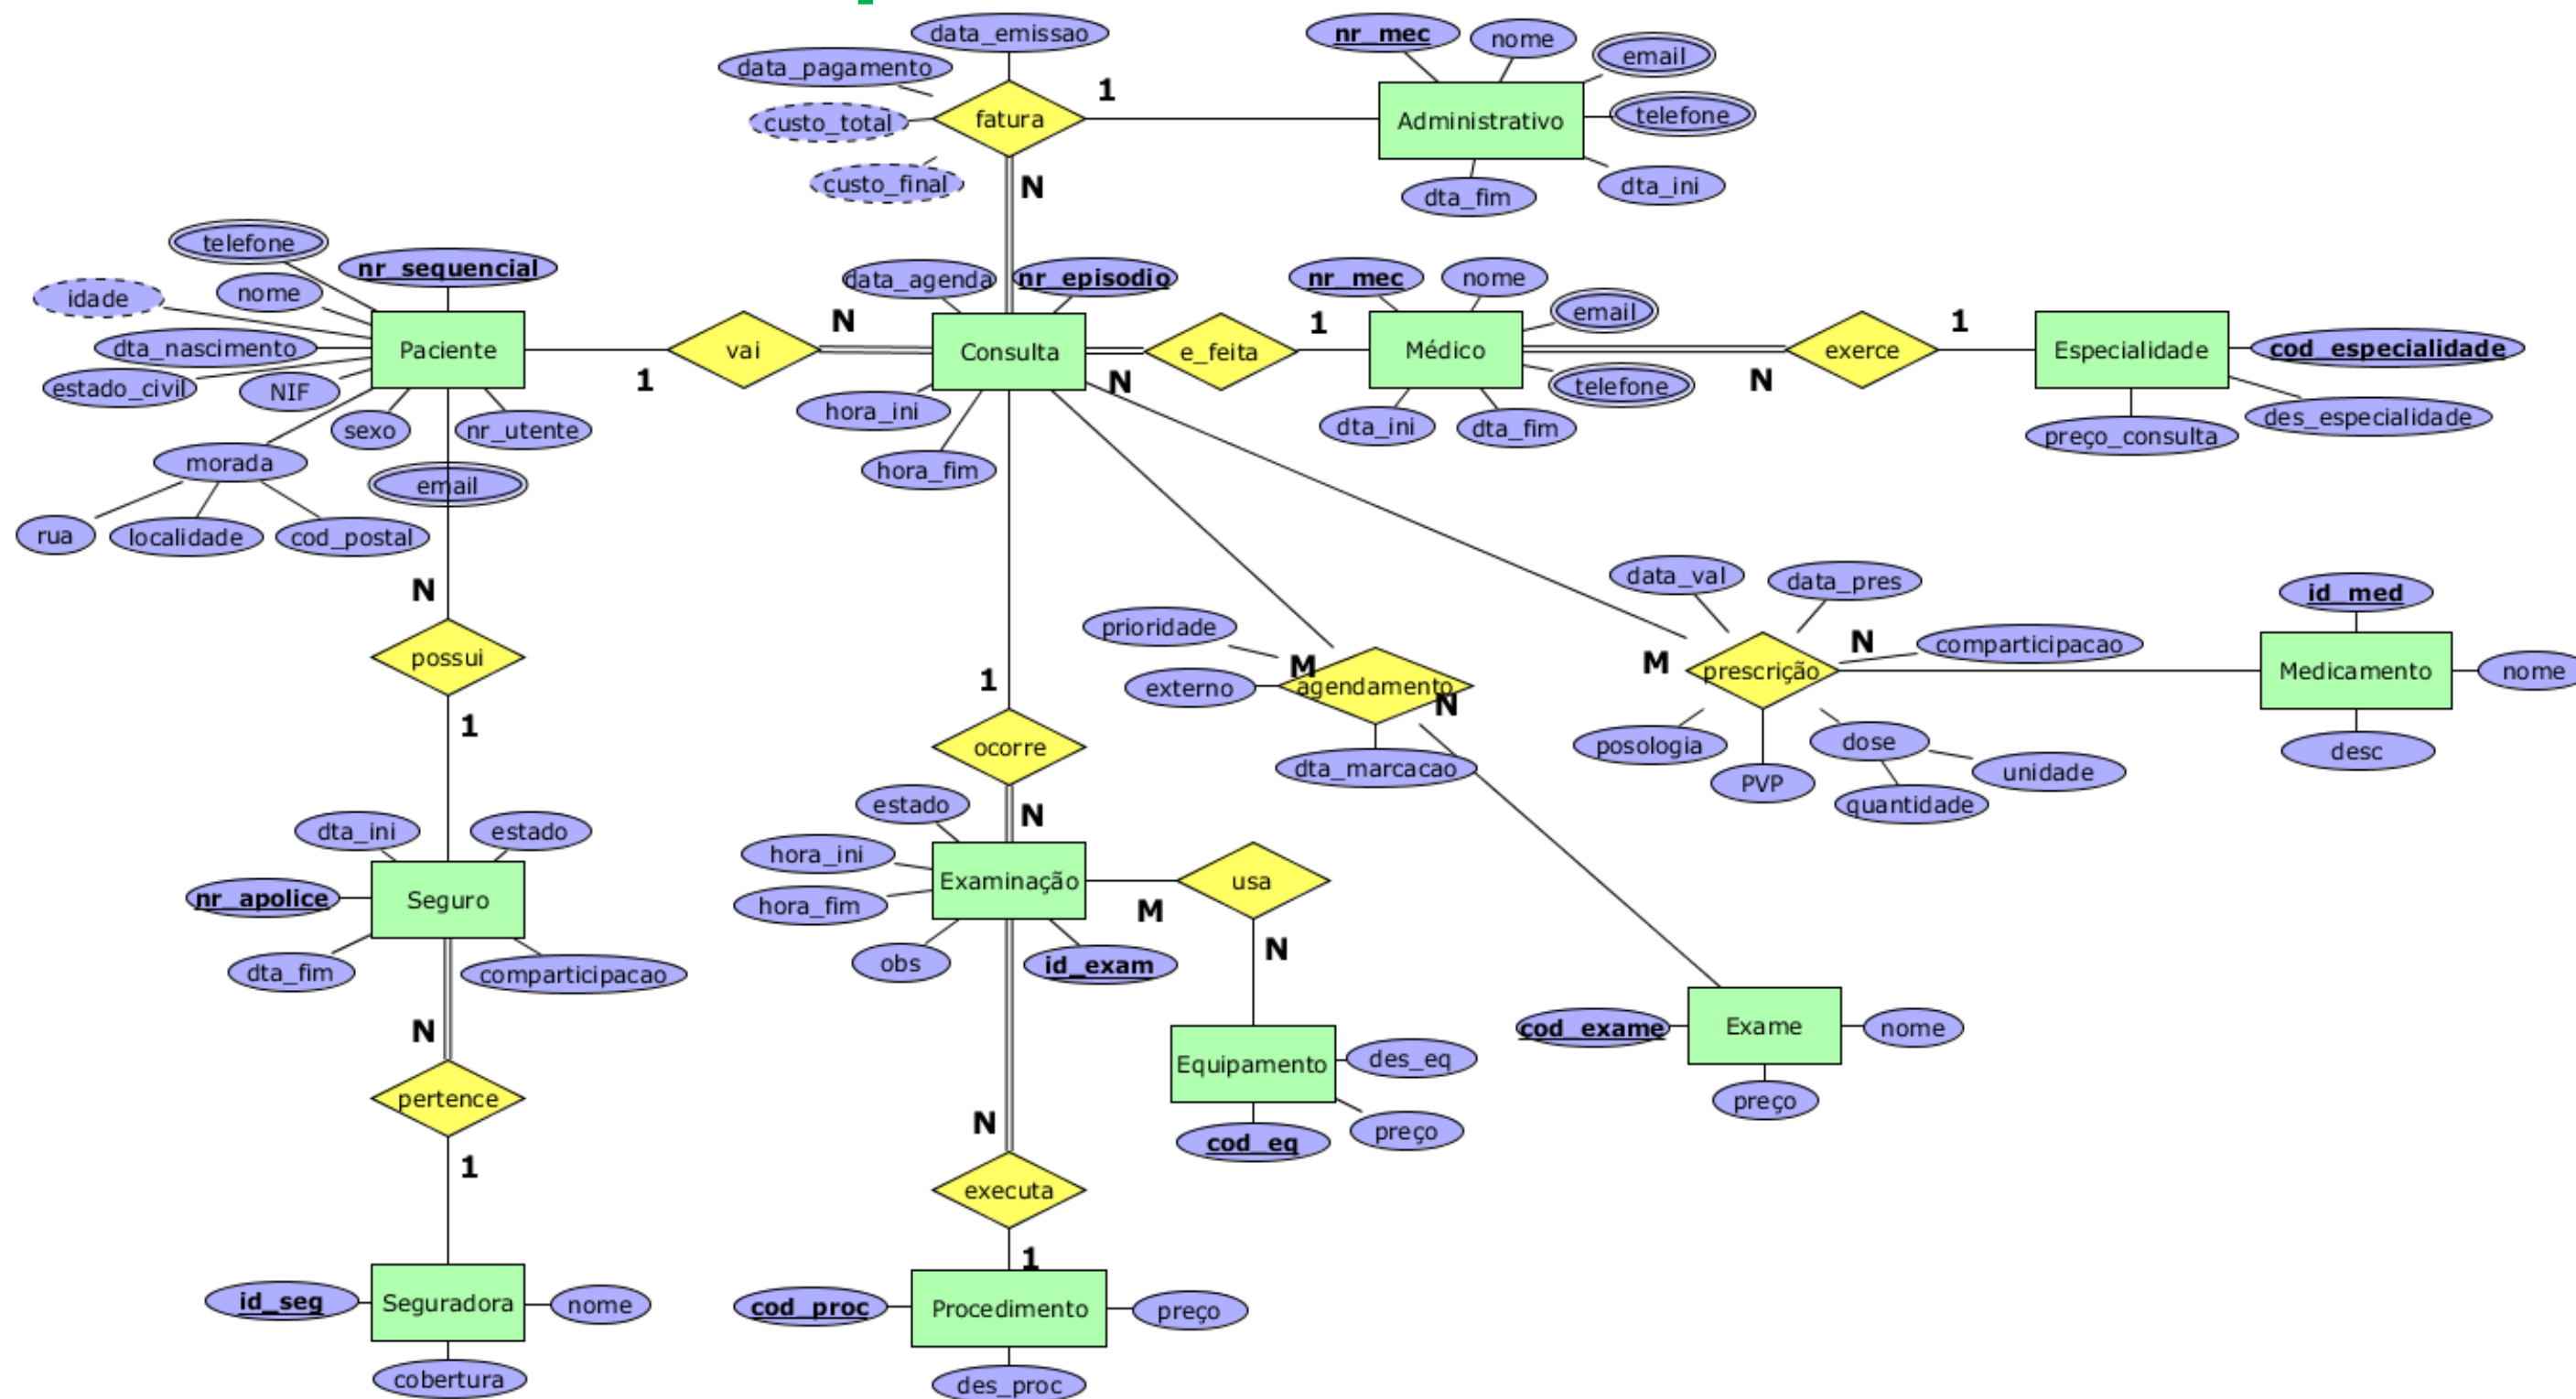 data_emissao
nr_mec
nome
email
data_pagamento
1
custo_total
fatura
Administrativo
telefone
custo_final
N
dta_fim
dta_ini
telefone
nr_sequencial
idade
nome
dta_nascimento
Paciente
estado_civil
NIF
sexo
nr_utente
morada
email
rua
localidade
cod_postal
1
vai
N
data_agenda
nr_episodio
Consulta
hora_ini
hora_fim
N
e_feita
1
nr_mec
nome
email
Médico
telefone
dta_ini
dta_fim
N
exerce
1
Especialidade
cod_especialidade
des_especialidade
preço_consulta
N
possui
1
dta_ini
estado
nr_apolice
Seguro
dta_fim
comparticipacao
N
pertence
1
id_seg
Seguradora
nome
cobertura
1
ocorre
N
estado
hora_ini
Examinação
hora_fim
obs
id_exam
M
usa
N
Equipamento
des_eq
preço
cod_eq
N
executa
1
cod_proc
Procedimento
preço
des_proc
prioridade
M
externo
agendamento
N
dta_marcacao
cod_exame
Exame
nome
preço
data_val
data_pres
M
prescrição
N
comparticipacao
posologia
PVP
dose
quantidade
unidade
id_med
Medicamento
nome
desc